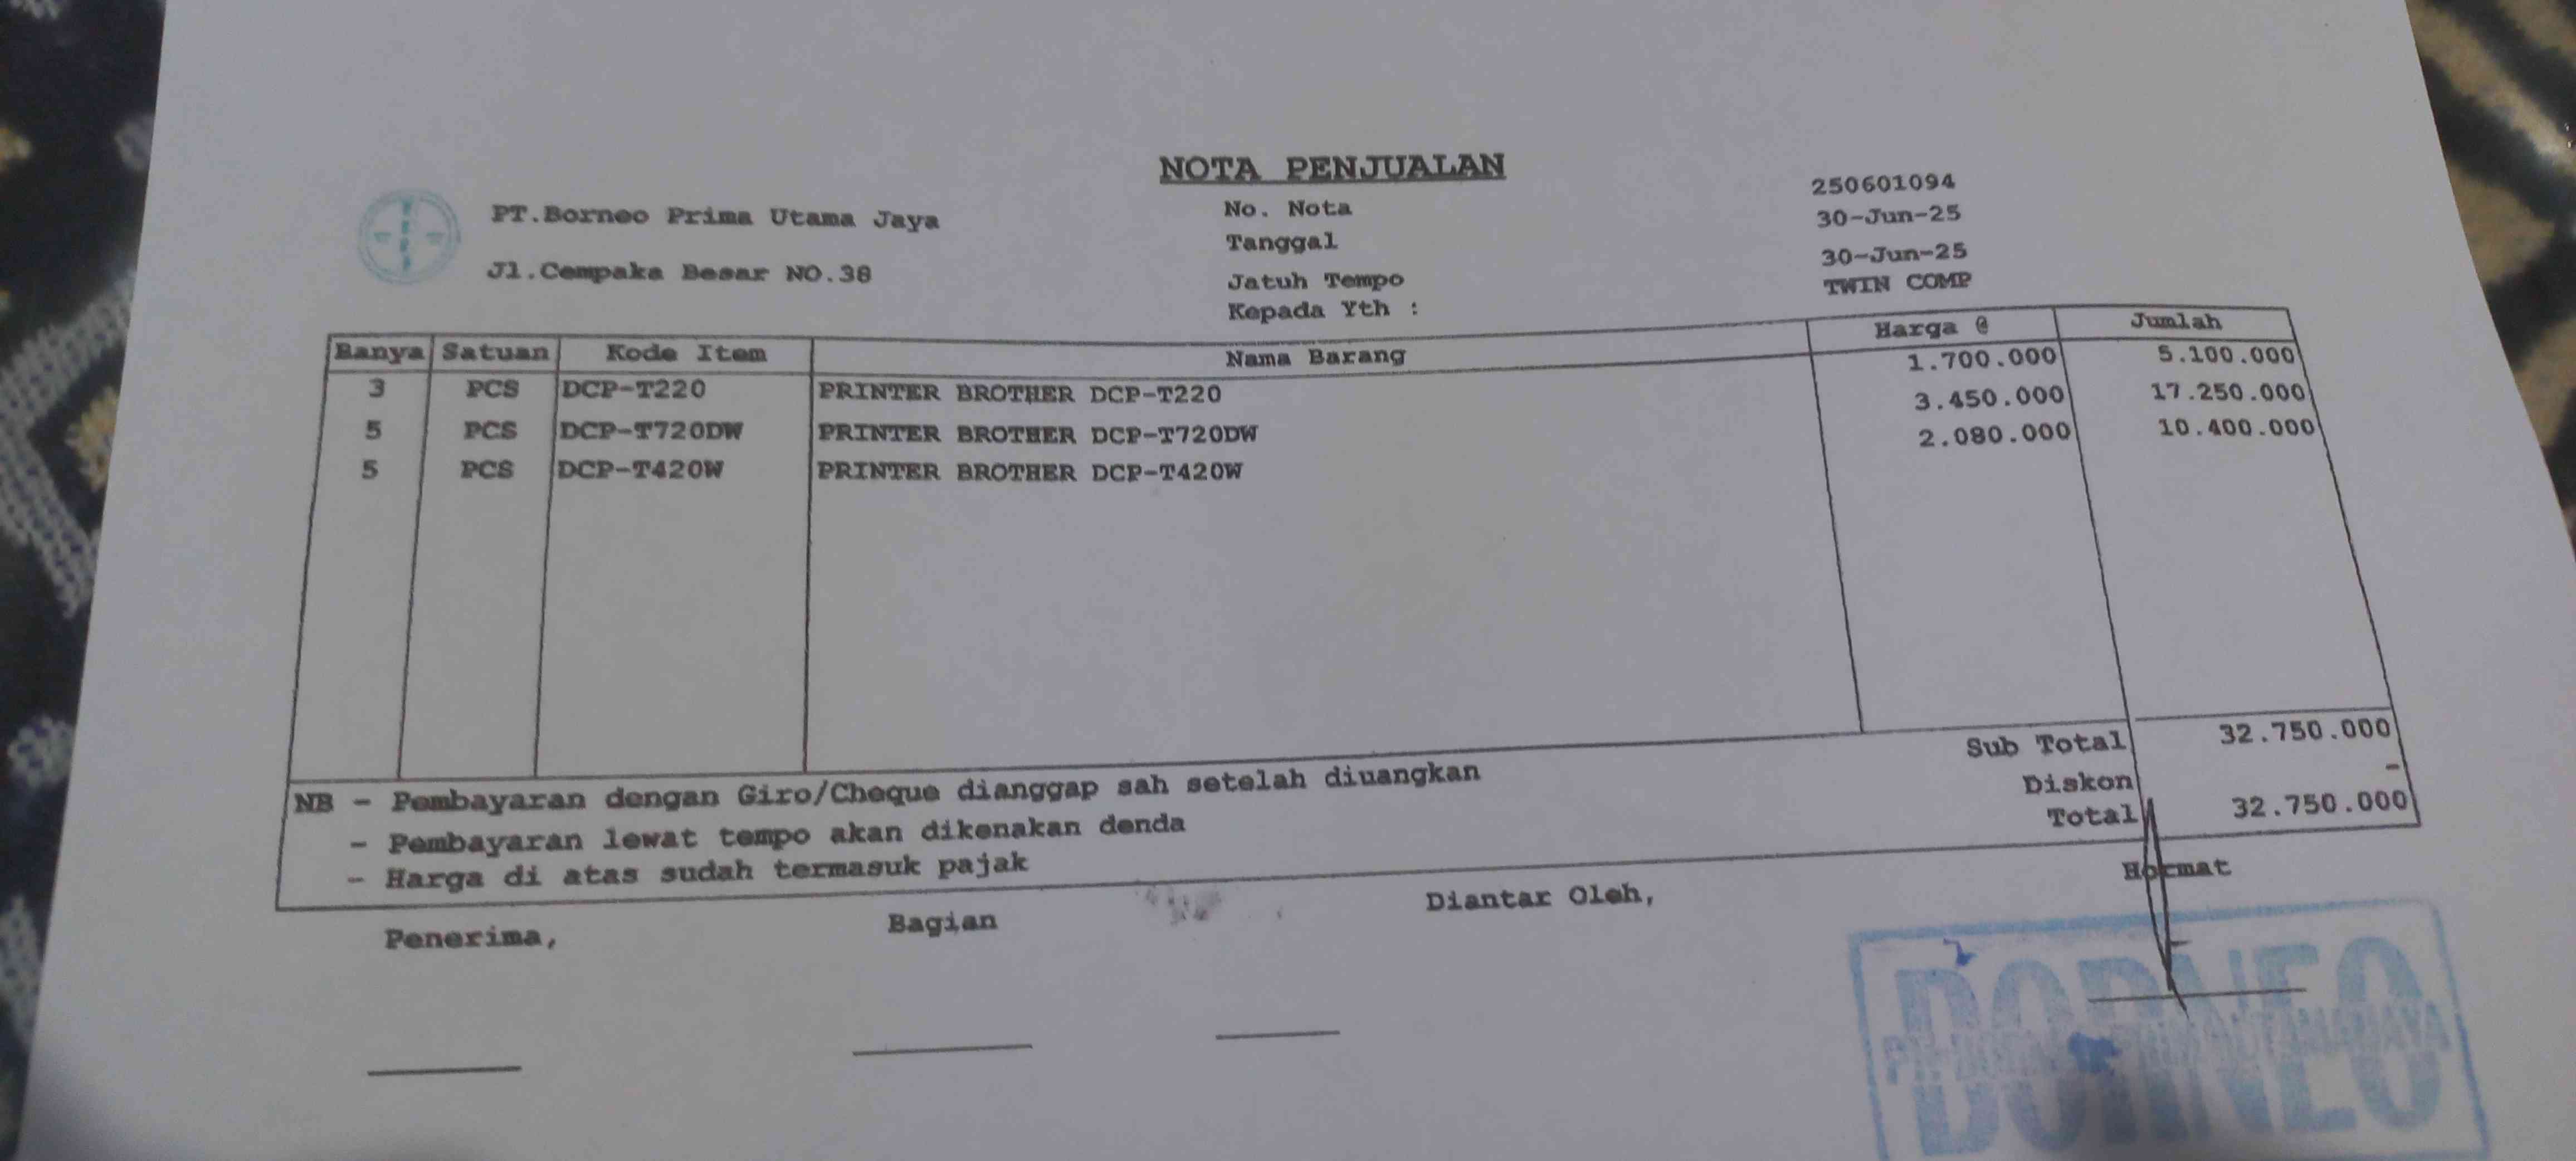 NOTA PENJUALAN
PT.Borneo Prima Utama Jaya
Jl.Cempaka Besar NO.38
No. Nota 250601094
Tanggal 30-Jun-25
Jatuh Tempo 30-Jun-25
Kepada Yth : TWIN COMP
Banya Satuan Kode Item Nama Barang Harga @ Jumlah
3 PCS DCP-T220 PRINTER BROTHER DCP-T220 1.700.000 5.100.000
5 PCS DCP-T720DW PRINTER BROTHER DCP-T720DW 3.450.000 17.250.000
5 PCS DCP-T420W PRINTER BROTHER DCP-T420W 2.080.000 10.400.000
Sub Total 32.750.000
Diskon -
Total 32.750.000
NB - Pembayaran dengan Giro/Cheque dianggap sah setelah diuangkan
- Pembayaran lewat tempo akan dikenakan denda
- Harga di atas sudah termasuk pajak
Penerima, Bagian Diantar Oleh, Hormat
BORNEO